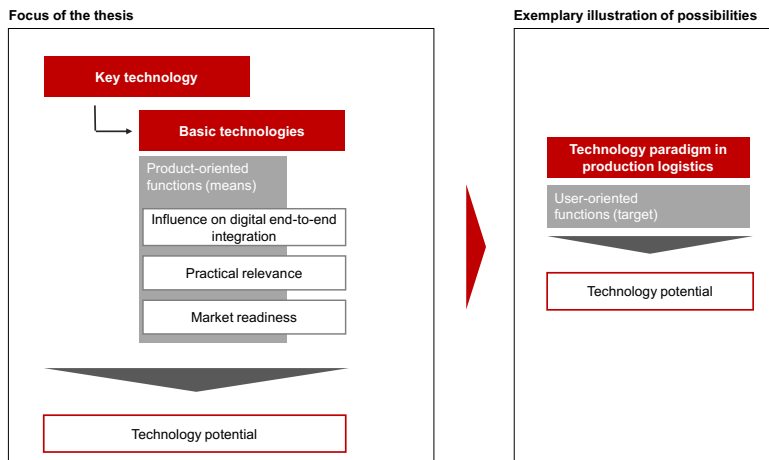 Focus of the thesis
Key technology
Basic technologies
Product-oriented
functions (means)
Influence on digital end-to-end
integration
Practical relevance
Market readiness
Technology potential
Exemplary illustration of possibilities
Technology paradigm in
production logistics
User-oriented
functions (target)
Technology potential